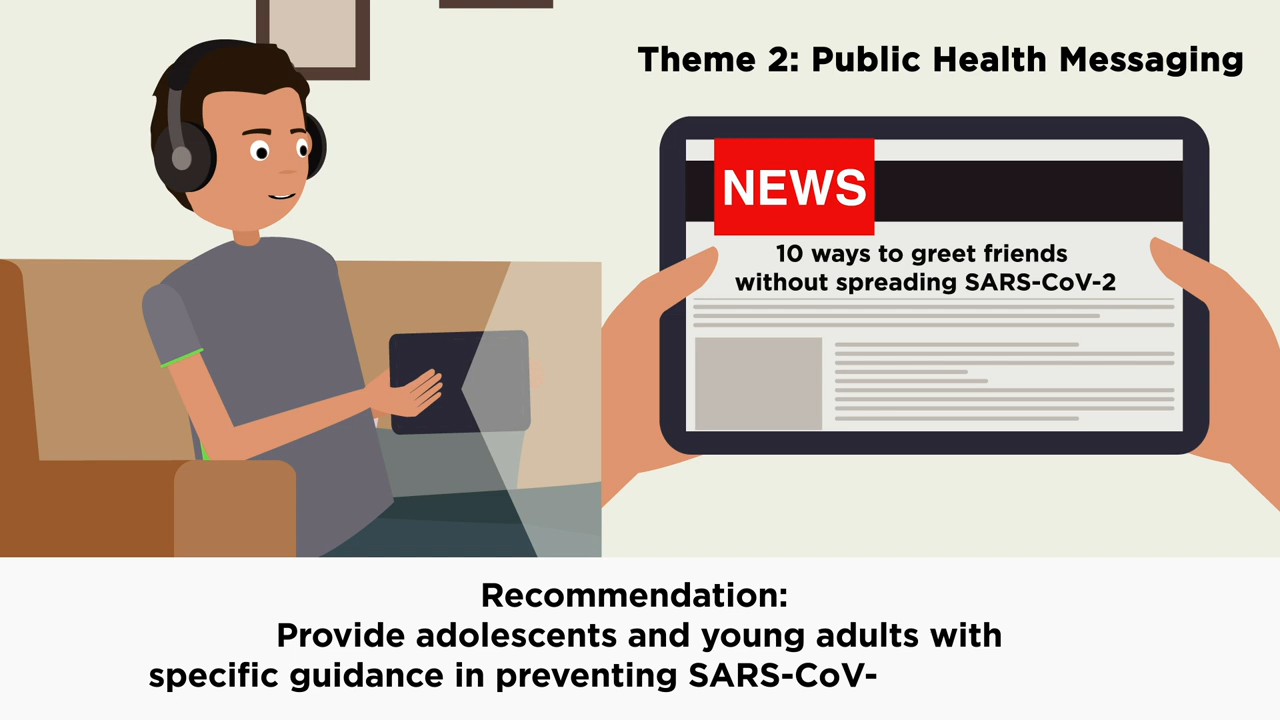 Theme 2: Public Health Messaging
NEWS
10 ways to greet friends
without spreading SARS-CoV-2
Recommendation:
Provide adolescents and young adults with
specific guidance in preventing SARS-CoV-